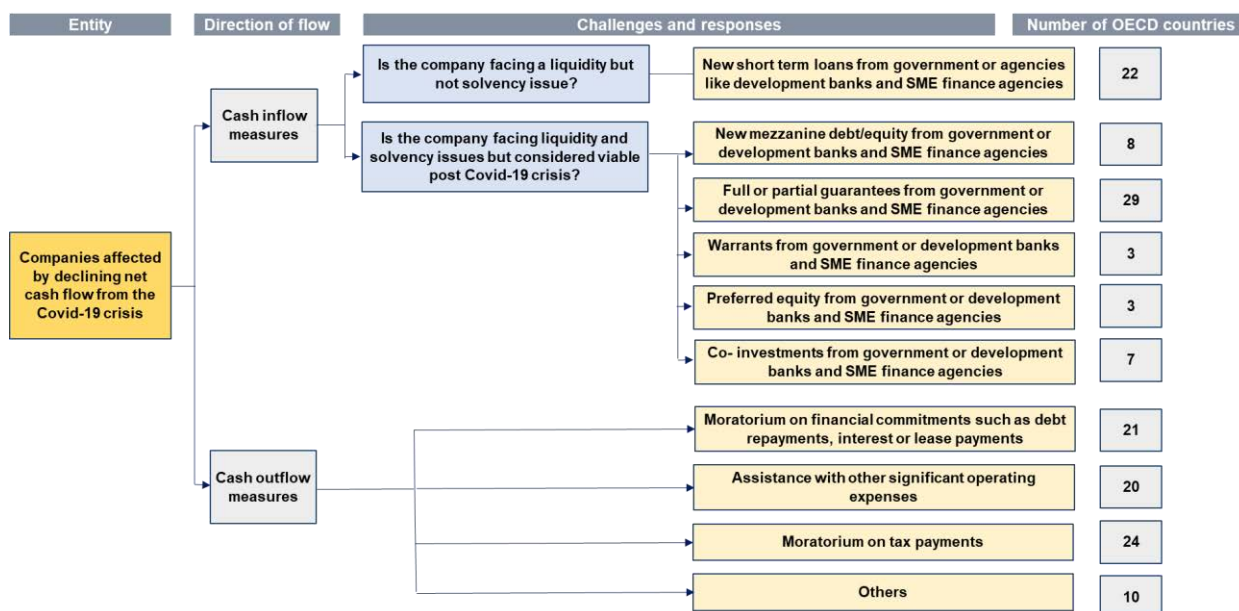 Entity
Direction of flow
Challenges and responses
Number of OECD countries
Is the company facing a liquidity but
not solvency issue?
New short term loans from government or agencies
like development banks and SME finance agencies
22
Cash inflow
measures
Is the company facing liquidity and
solvency issues but considered viable
post Covid-19 crisis?
New mezzanine debt/equity from government or
development banks and SME finance agencies
8
Full or partial guarantees from government or
development banks and SME finance agencies
29
Companies affected
by declining net
cash flow from the
Covid-19 crisis
Warrants from government or development banks
and SME finance agencies
3
Preferred equity from government or development
banks and SME finance agencies
3
Co- investments from government or development
banks and SME finance agencies
7
Moratorium on financial commitments such as debt
repayments, interest or lease payments
21
Cash outflow
measures
Assistance with other significant operating
expenses
20
Moratorium on tax payments
24
Others
10